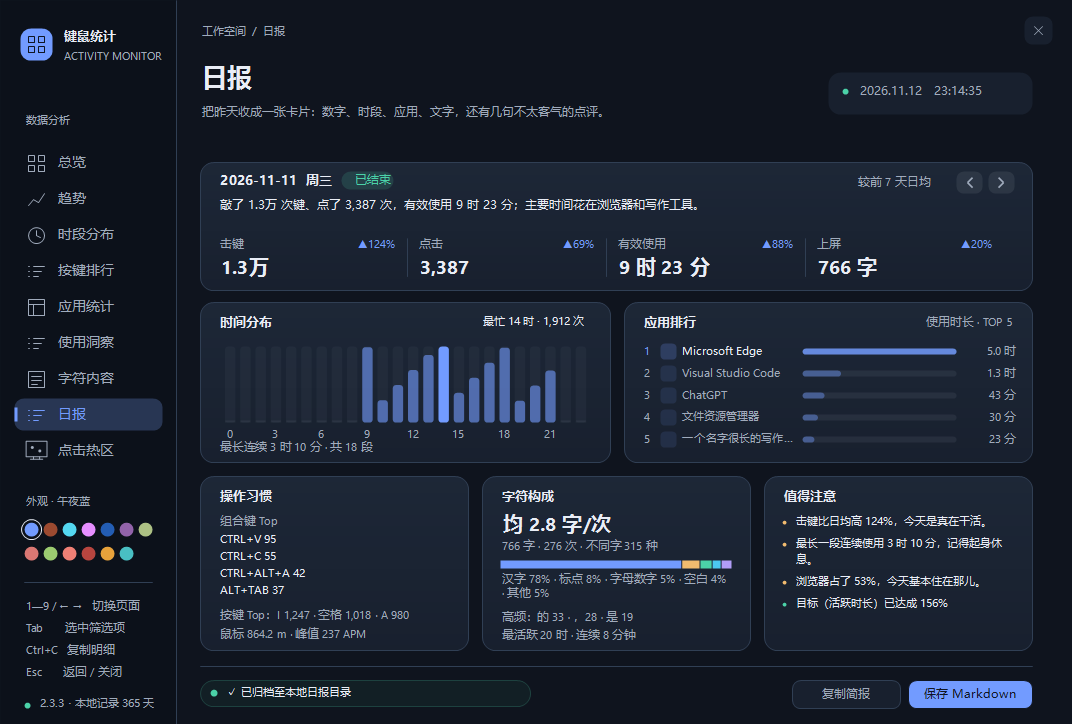 键鼠统计
ACTIVITY MONITOR
数据分析
总览
趋势
时段分布
按键排行
应用统计
使用洞察
字符内容
日报
点击热区
外观 · 午夜蓝
1—9 / ← → 切换页面
Tab 选中筛选项
Ctrl+C 复制明细
Esc 返回 / 关闭
2.3.3 · 本地记录 365 天
工作空间 / 日报
日报
把昨天收成一张卡片：数字、时段、应用、文字，还有几句不太客气的点评。
2026.11.12 23:14:35
2026-11-11 周三 已结束
较前 7 天日均
敲了 1.3万 次键、点了 3,387 次，有效使用 9 时 23 分；主要时间花在浏览器和写作工具。
击键 ▲124%
1.3万
点击 ▲69%
3,387
有效使用 ▲88%
9 时 23 分
上屏 ▲20%
766 字
时间分布 最忙 14 时 · 1,912 次
0 3 6 9 12 15 18 21
最长连续 3 时 10 分 · 共 18 段
应用排行 使用时长 · TOP 5
1 Microsoft Edge 5.0 时
2 Visual Studio Code 1.3 时
3 ChatGPT 43 分
4 文件资源管理器 30 分
5 一个名字很长的写作... 23 分
操作习惯
组合键 Top
CTRL+V 95
CTRL+C 55
CTRL+ALT+A 42
ALT+TAB 37
按键 Top：I 1,247 · 空格 1,018 · A 980
鼠标 864.2 m · 峰值 237 APM
字符构成
均 2.8 字/次
766 字 · 276 次 · 不同字 315 种
汉字 78% · 标点 8% · 字母数字 5% · 空白 4%
· 其他 5%
高频：的 33 · ，28 · 是 19
最活跃 20 时 · 连续 8 分钟
值得注意
• 击键比日均高 124%，今天是真在干活。
• 最长一段连续使用 3 时 10 分，记得起身休
息。
• 浏览器占了 53%，今天基本住在那儿。
• 目标（活跃时长）已达成 156%
✓ 已归档至本地日报目录
复制简报
保存 Markdown